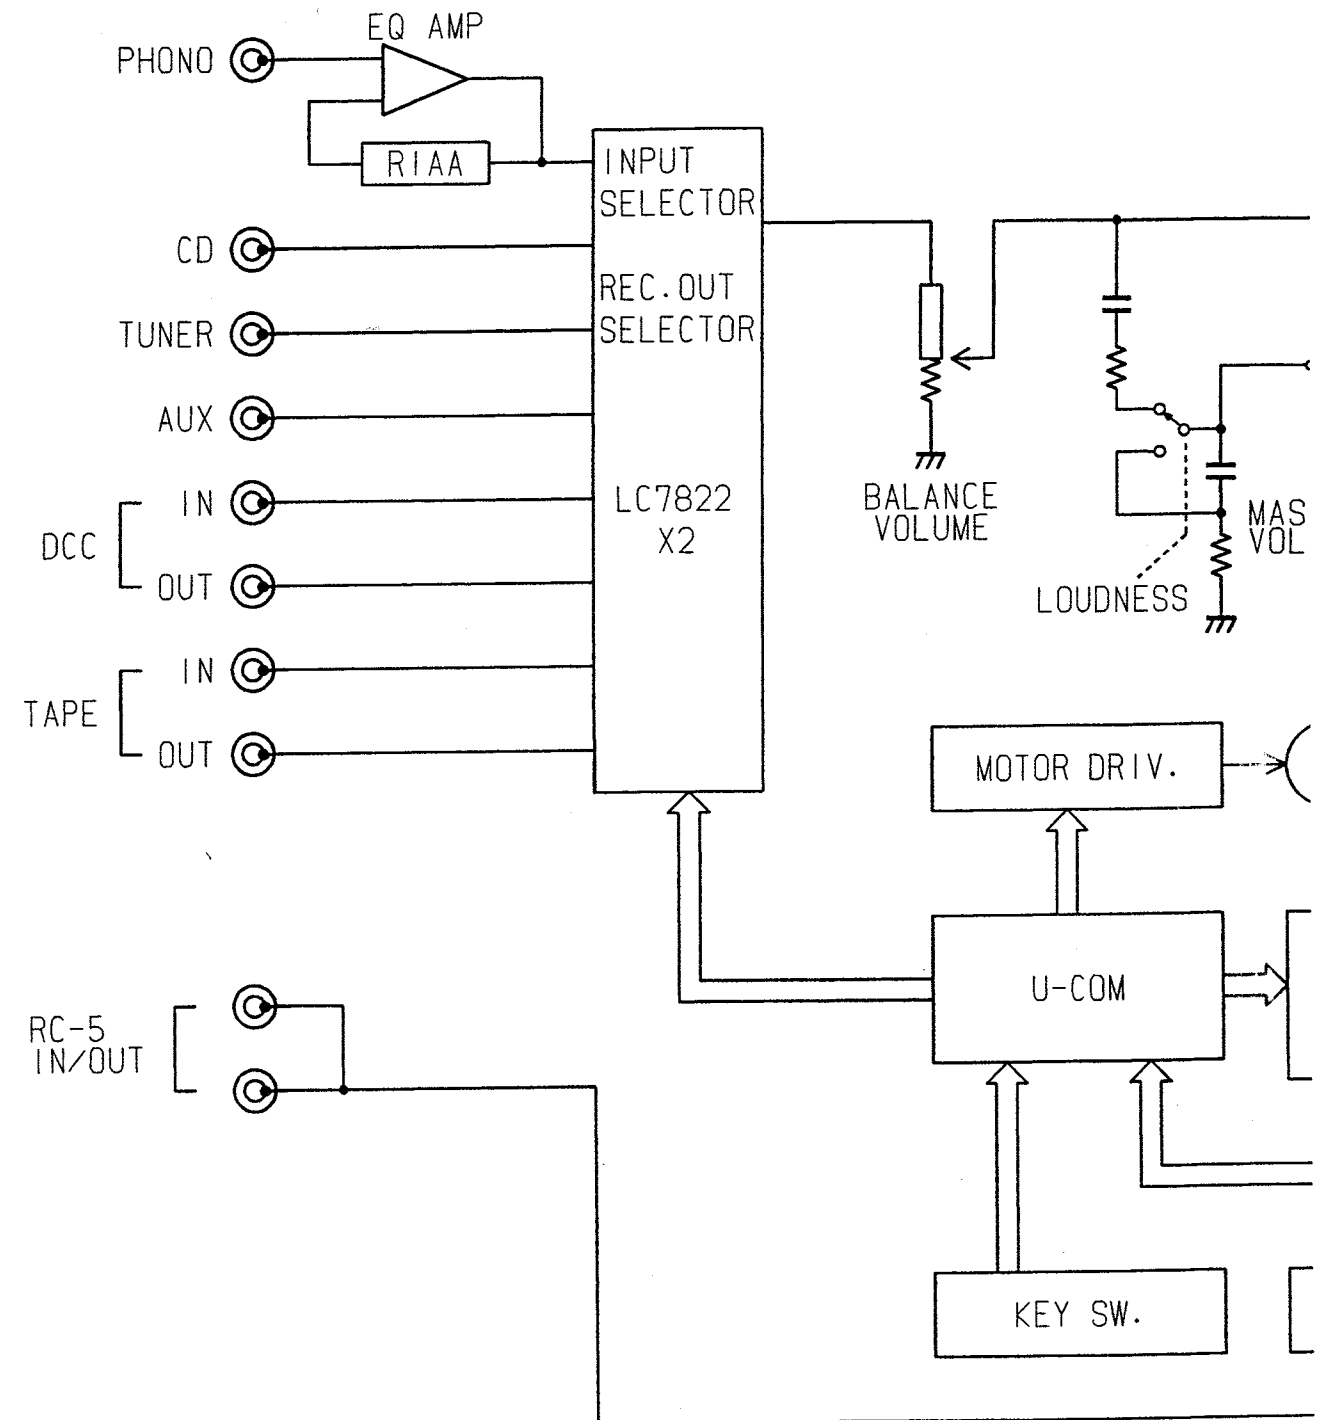 EQ AMP
PHONO
RIAA
INPUT
SELECTOR
CD
REC.OUT
SELECTOR
TUNER
AUX
IN
DCC
OUT
LC7822
X2
BALANCE
VOLUME
MAS
VOL
LOUDNESS
IN
TAPE
OUT
MOTOR DRIV.
U-COM
RC-5
IN/OUT
KEY SW.